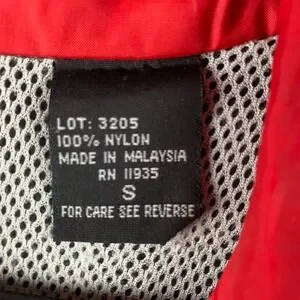 LOT: 3205
100% NYLON
MADE IN MALAYSIA
RN 11935
S
FOR CARE SEE REVERSE